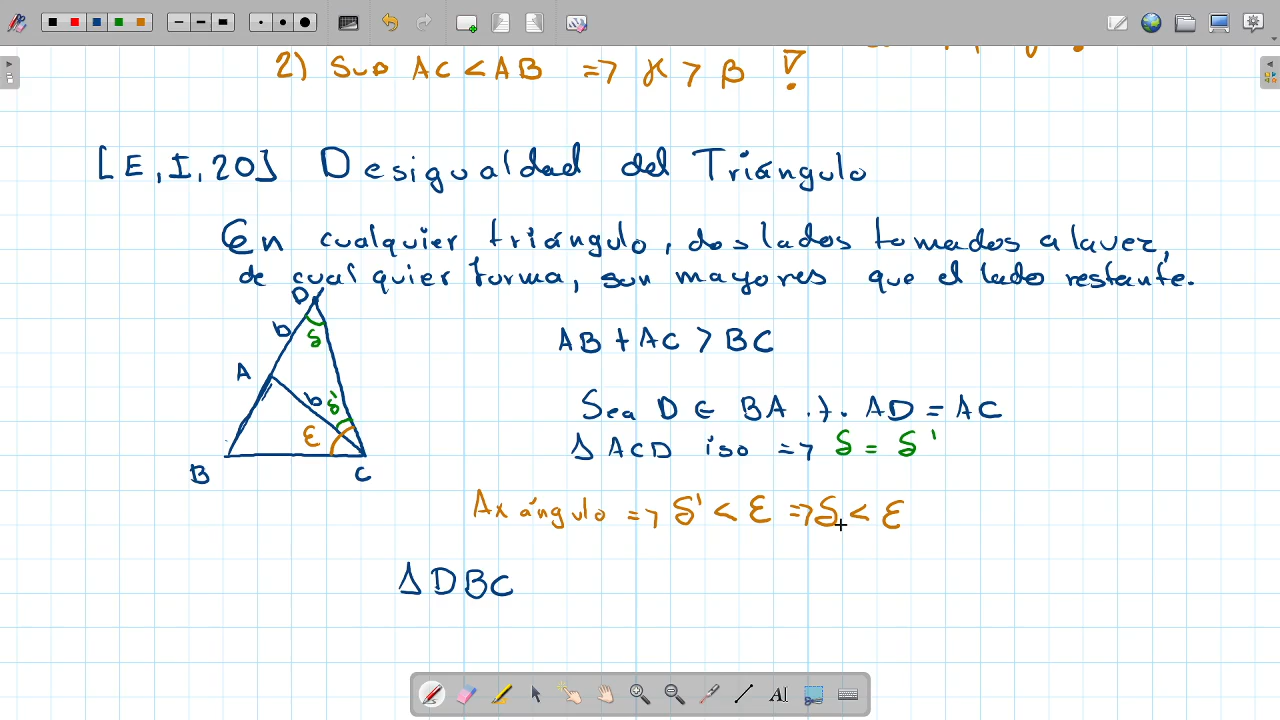 2) Sup AC < AB => γ > β !
[E, I, 20] Desigualdad del Triángulo
En cualquier triángulo, dos lados tomados a la vez,
de cualquier forma, son mayores que el lado restante.
D
b
δ
AB + AC > BC
A
b
δ'
Sea D ∈ BA .). AD = AC
ε
Δ ACD iso => δ = δ'
B
C
Ax ángulo => δ' < ε => δ < ε
Δ DBC